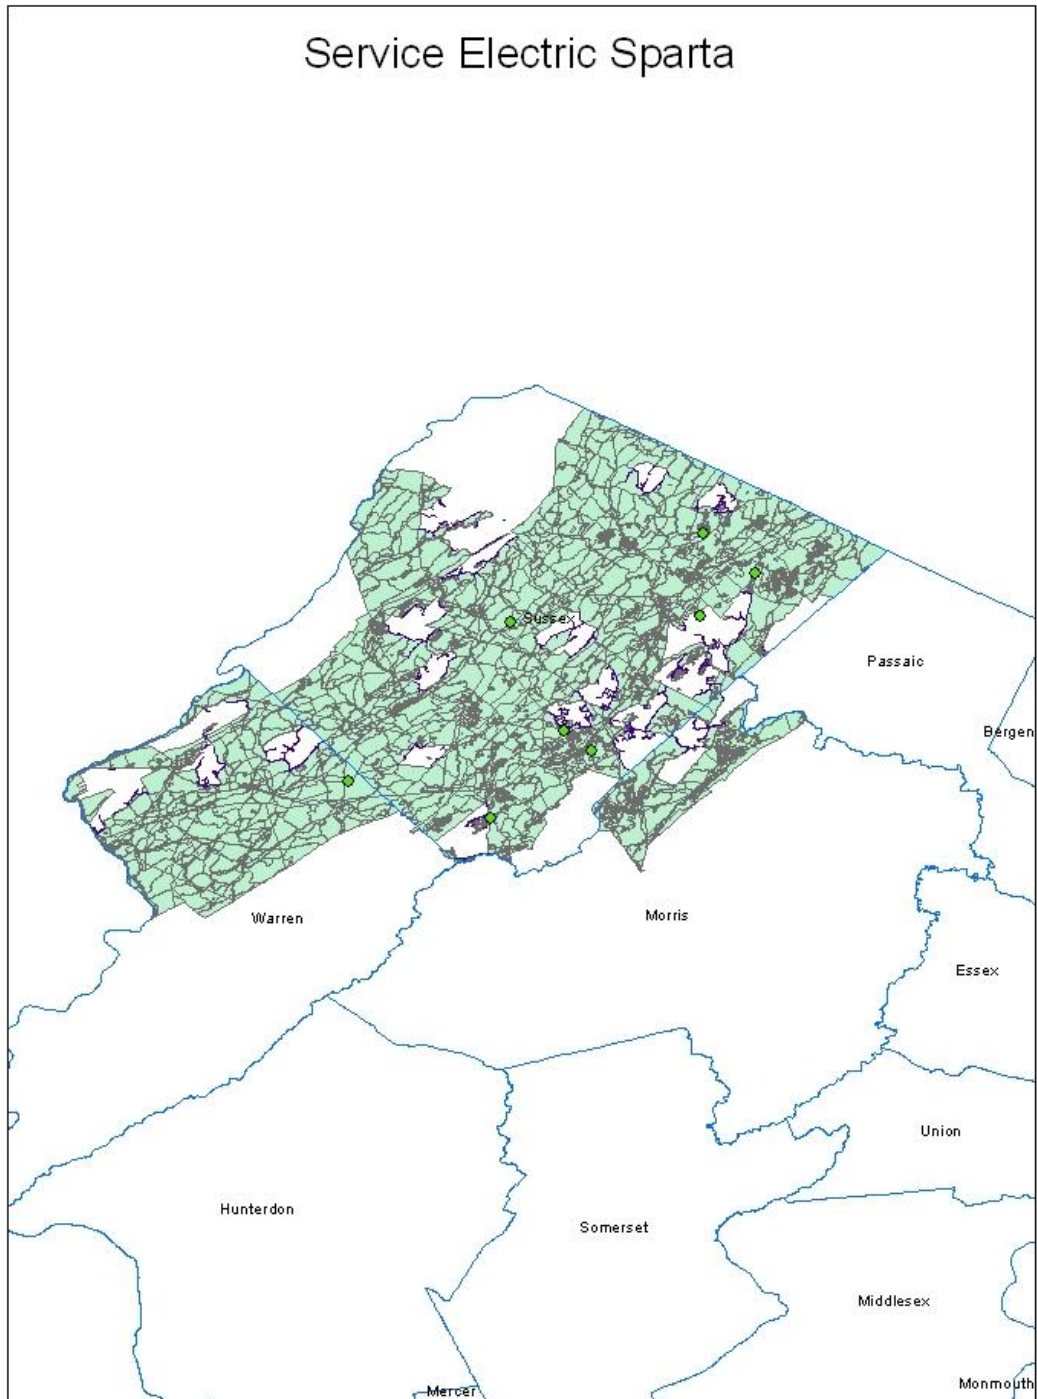 Service Electric Sparta
Sussex
Passaic
Bergen
Warren
Morris
Essex
Union
Hunterdon
Somerset
Middlesex
Mercer
Monmouth